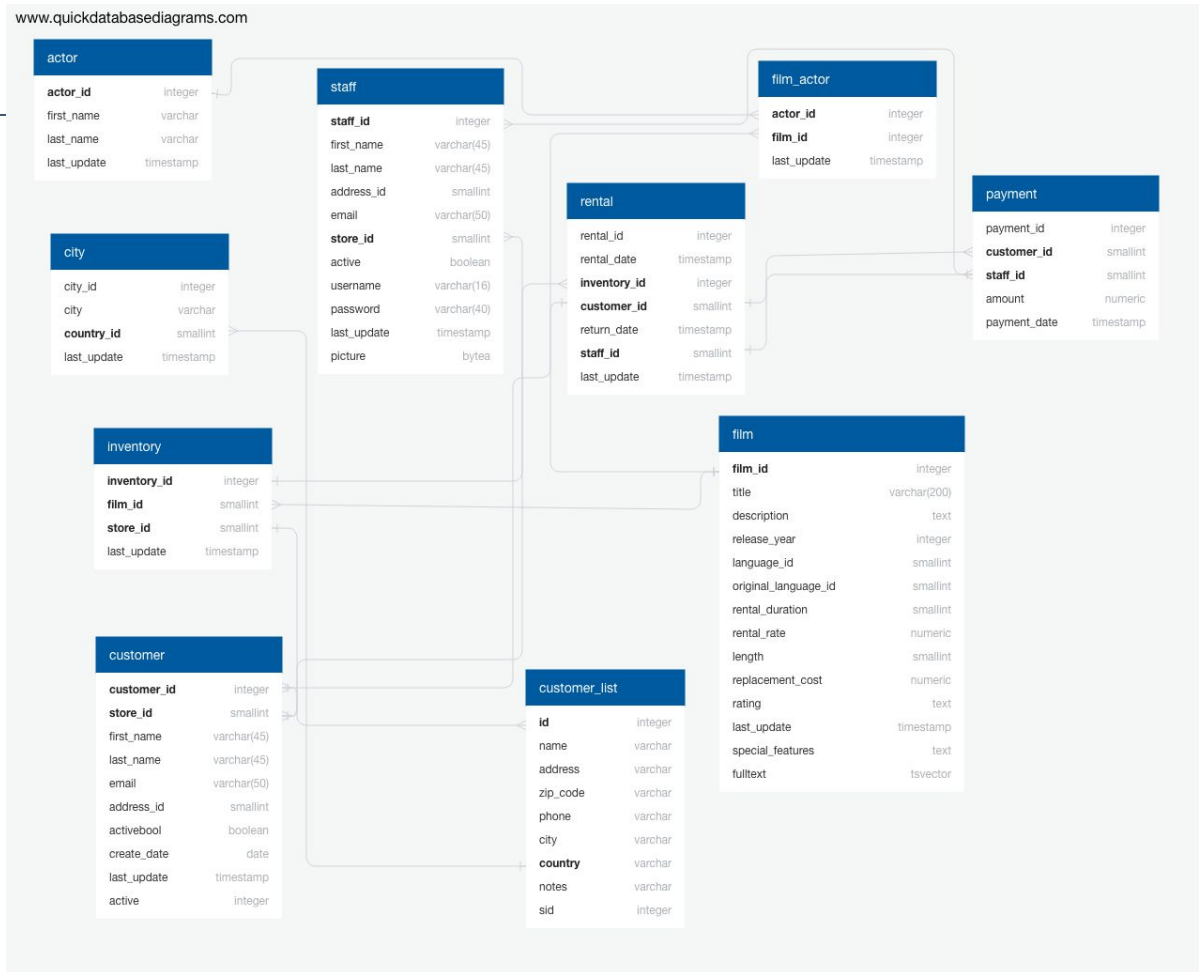 www.quickdatabasediagrams.com
actor
actor_id integer
first_name varchar
last_name varchar
last_update timestamp
staff
staff_id integer
first_name varchar(45)
last_name varchar(45)
address_id smallint
email varchar(50)
store_id smallint
active boolean
username varchar(16)
password varchar(40)
last_update timestamp
picture bytea
film_actor
actor_id integer
film_id integer
last_update timestamp
rental
rental_id integer
rental_date timestamp
inventory_id integer
customer_id smallint
return_date timestamp
staff_id smallint
last_update timestamp
payment
payment_id integer
customer_id smallint
staff_id smallint
amount numeric
payment_date timestamp
city
city_id integer
city varchar
country_id smallint
last_update timestamp
inventory
inventory_id integer
film_id smallint
store_id smallint
last_update timestamp
film
film_id integer
title varchar(200)
description text
release_year integer
language_id smallint
original_language_id smallint
rental_duration smallint
rental_rate numeric
length smallint
replacement_cost numeric
rating text
last_update timestamp
special_features text
fulltext tsvector
customer
customer_id integer
store_id smallint
first_name varchar(45)
last_name varchar(45)
email varchar(50)
address_id smallint
activebool boolean
create_date date
last_update timestamp
active integer
customer_list
id integer
name varchar
address varchar
zip_code varchar
phone varchar
city varchar
country varchar
notes varchar
sid integer